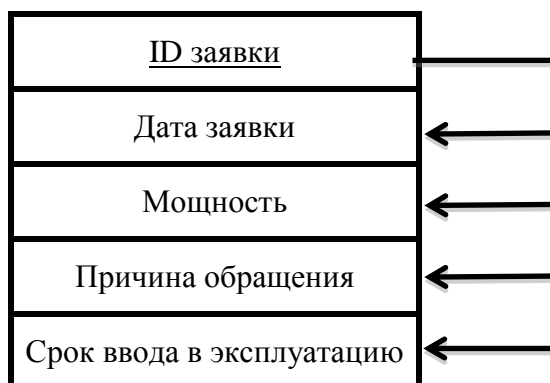 ID заявки
Дата заявки
Мощность
Причина обращения
Срок ввода в эксплуатацию